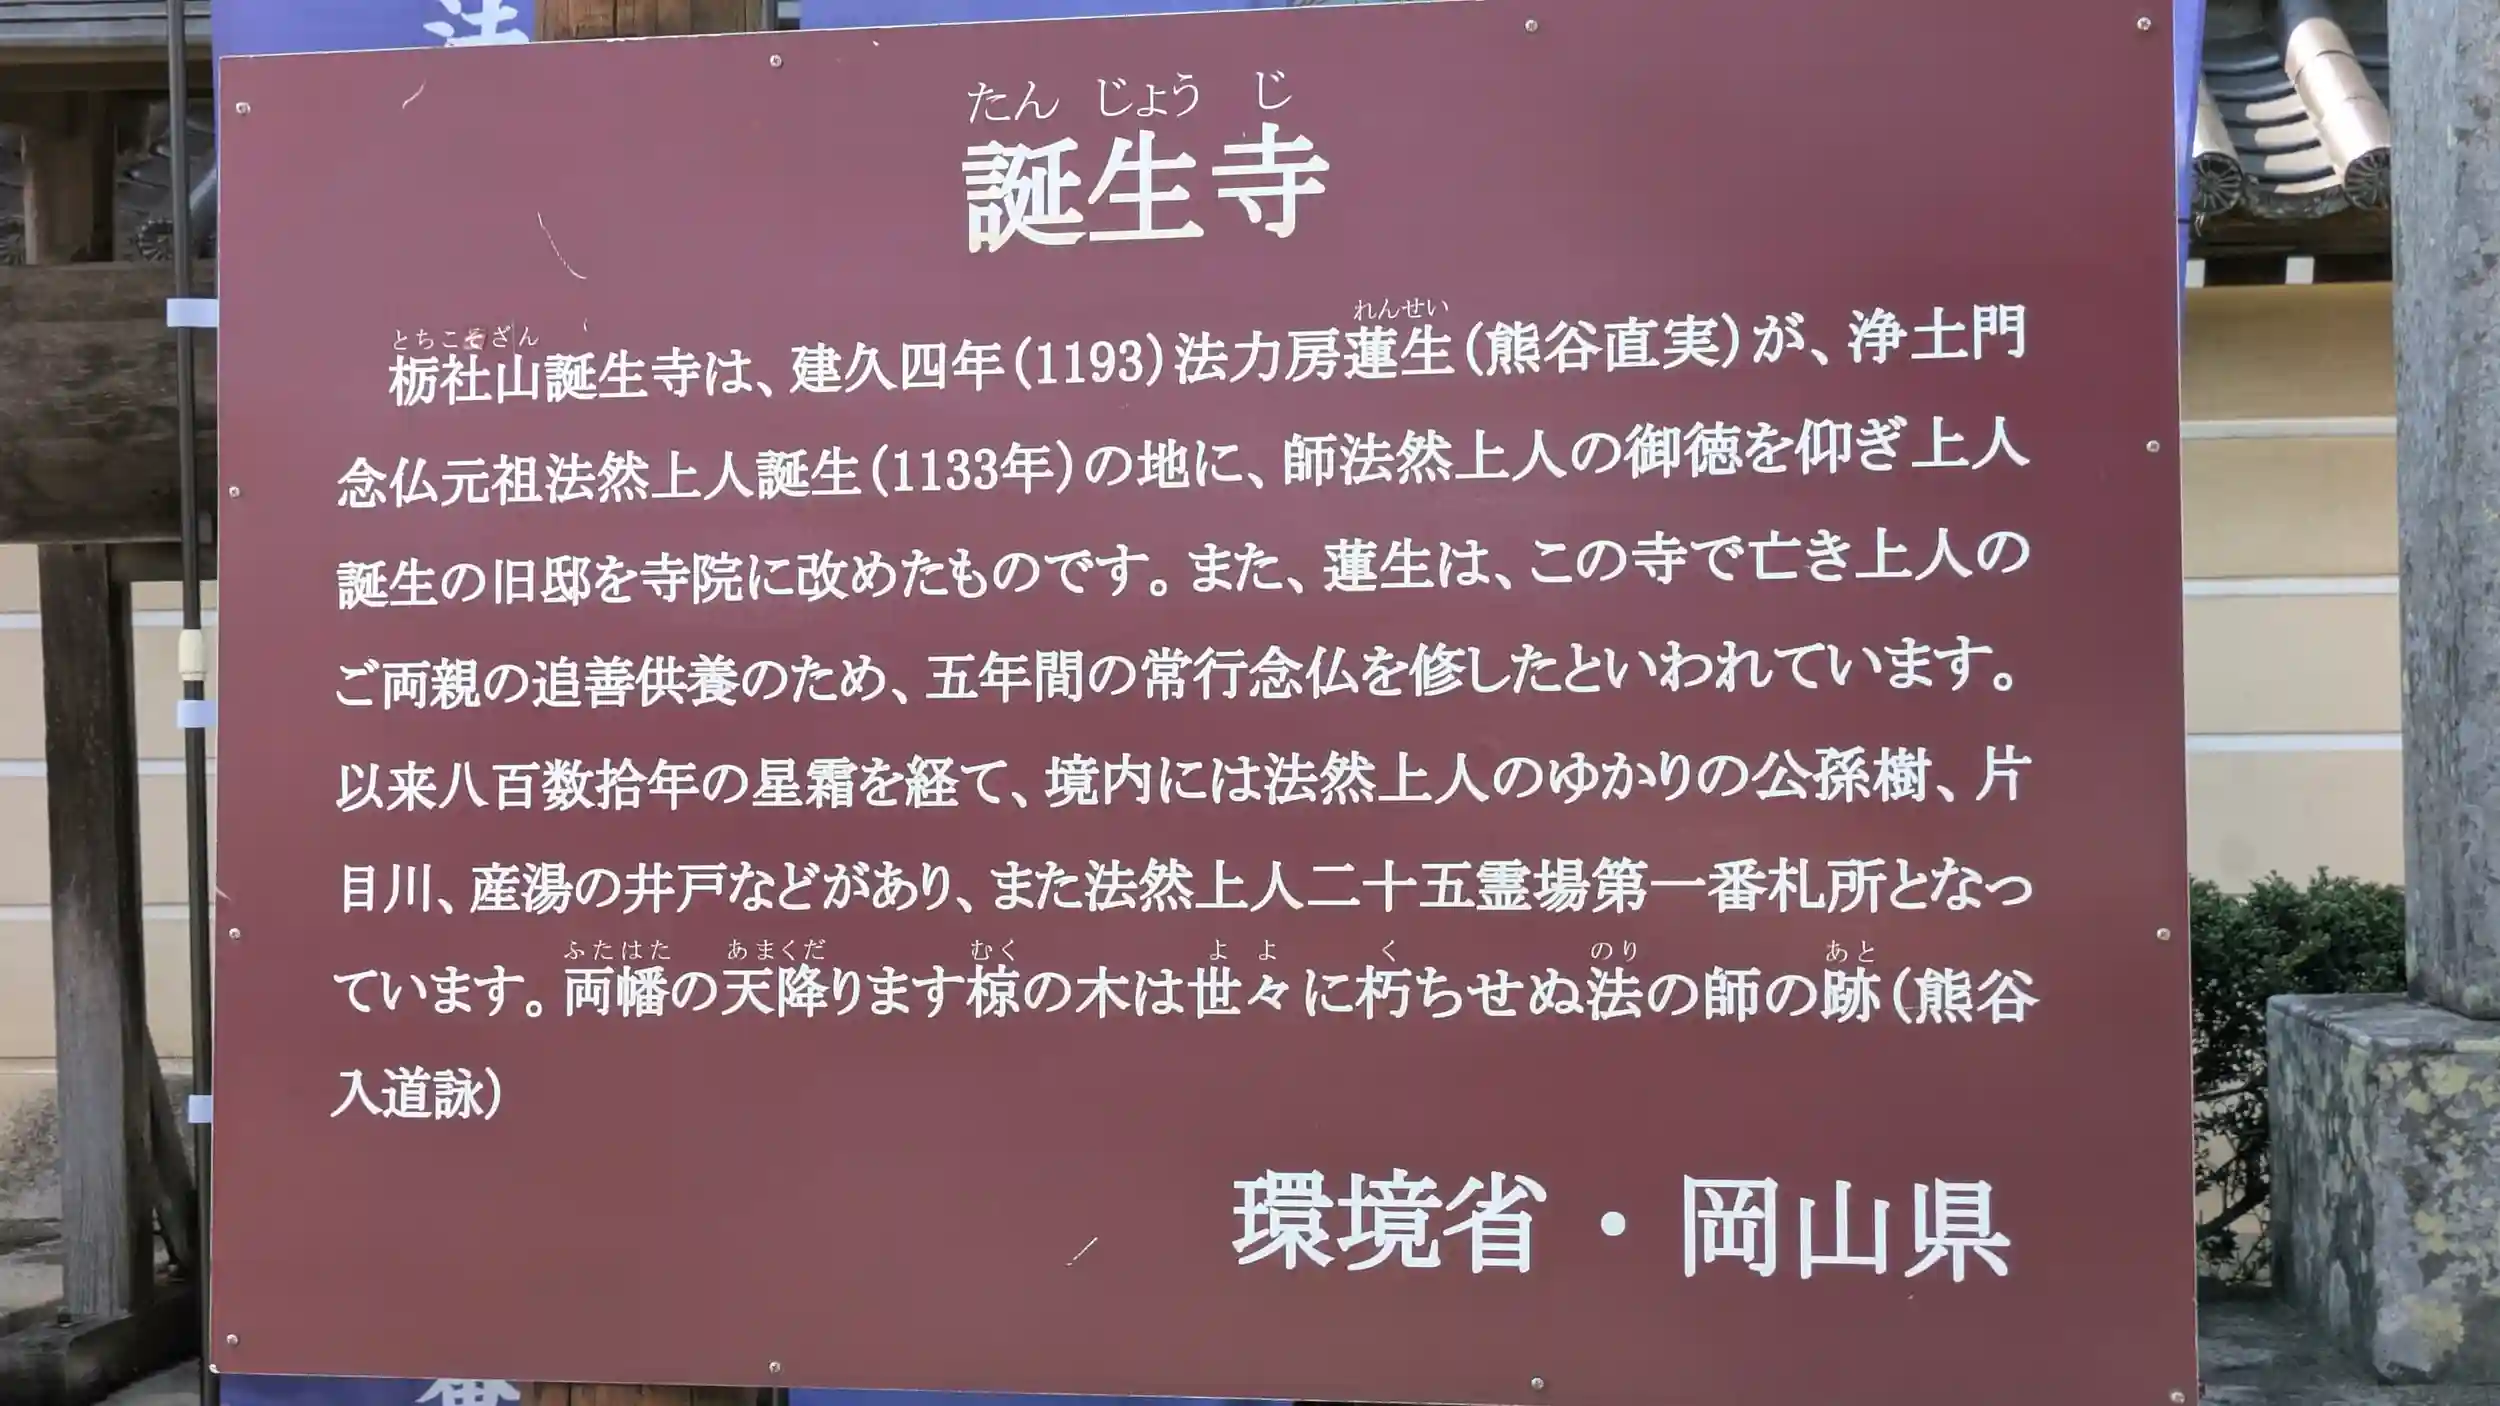 法
たん じょう じ
誕生寺
とちこそざん れんせい
栃社山誕生寺は、建久四年(1193)法力房蓮生(熊谷直実)が、浄土門
念仏元祖法然上人誕生(1133年)の地に、師法然上人の御徳を仰ぎ上人
誕生の旧邸を寺院に改めたものです。また、蓮生は、この寺で亡き上人の
ご両親の追善供養のため、五年間の常行念仏を修したといわれています。
以来八百数拾年の星霜を経て、境内には法然上人のゆかりの公孫樹、片
目川、産湯の井戸などがあり、また法然上人二十五霊場第一番札所となっ
ふたはた あまくだ むく よ よ く のり あと
ています。両幡の天降ります椋の木は世々に朽ちせぬ法の師の跡(熊谷
入道詠)
環境省・岡山県